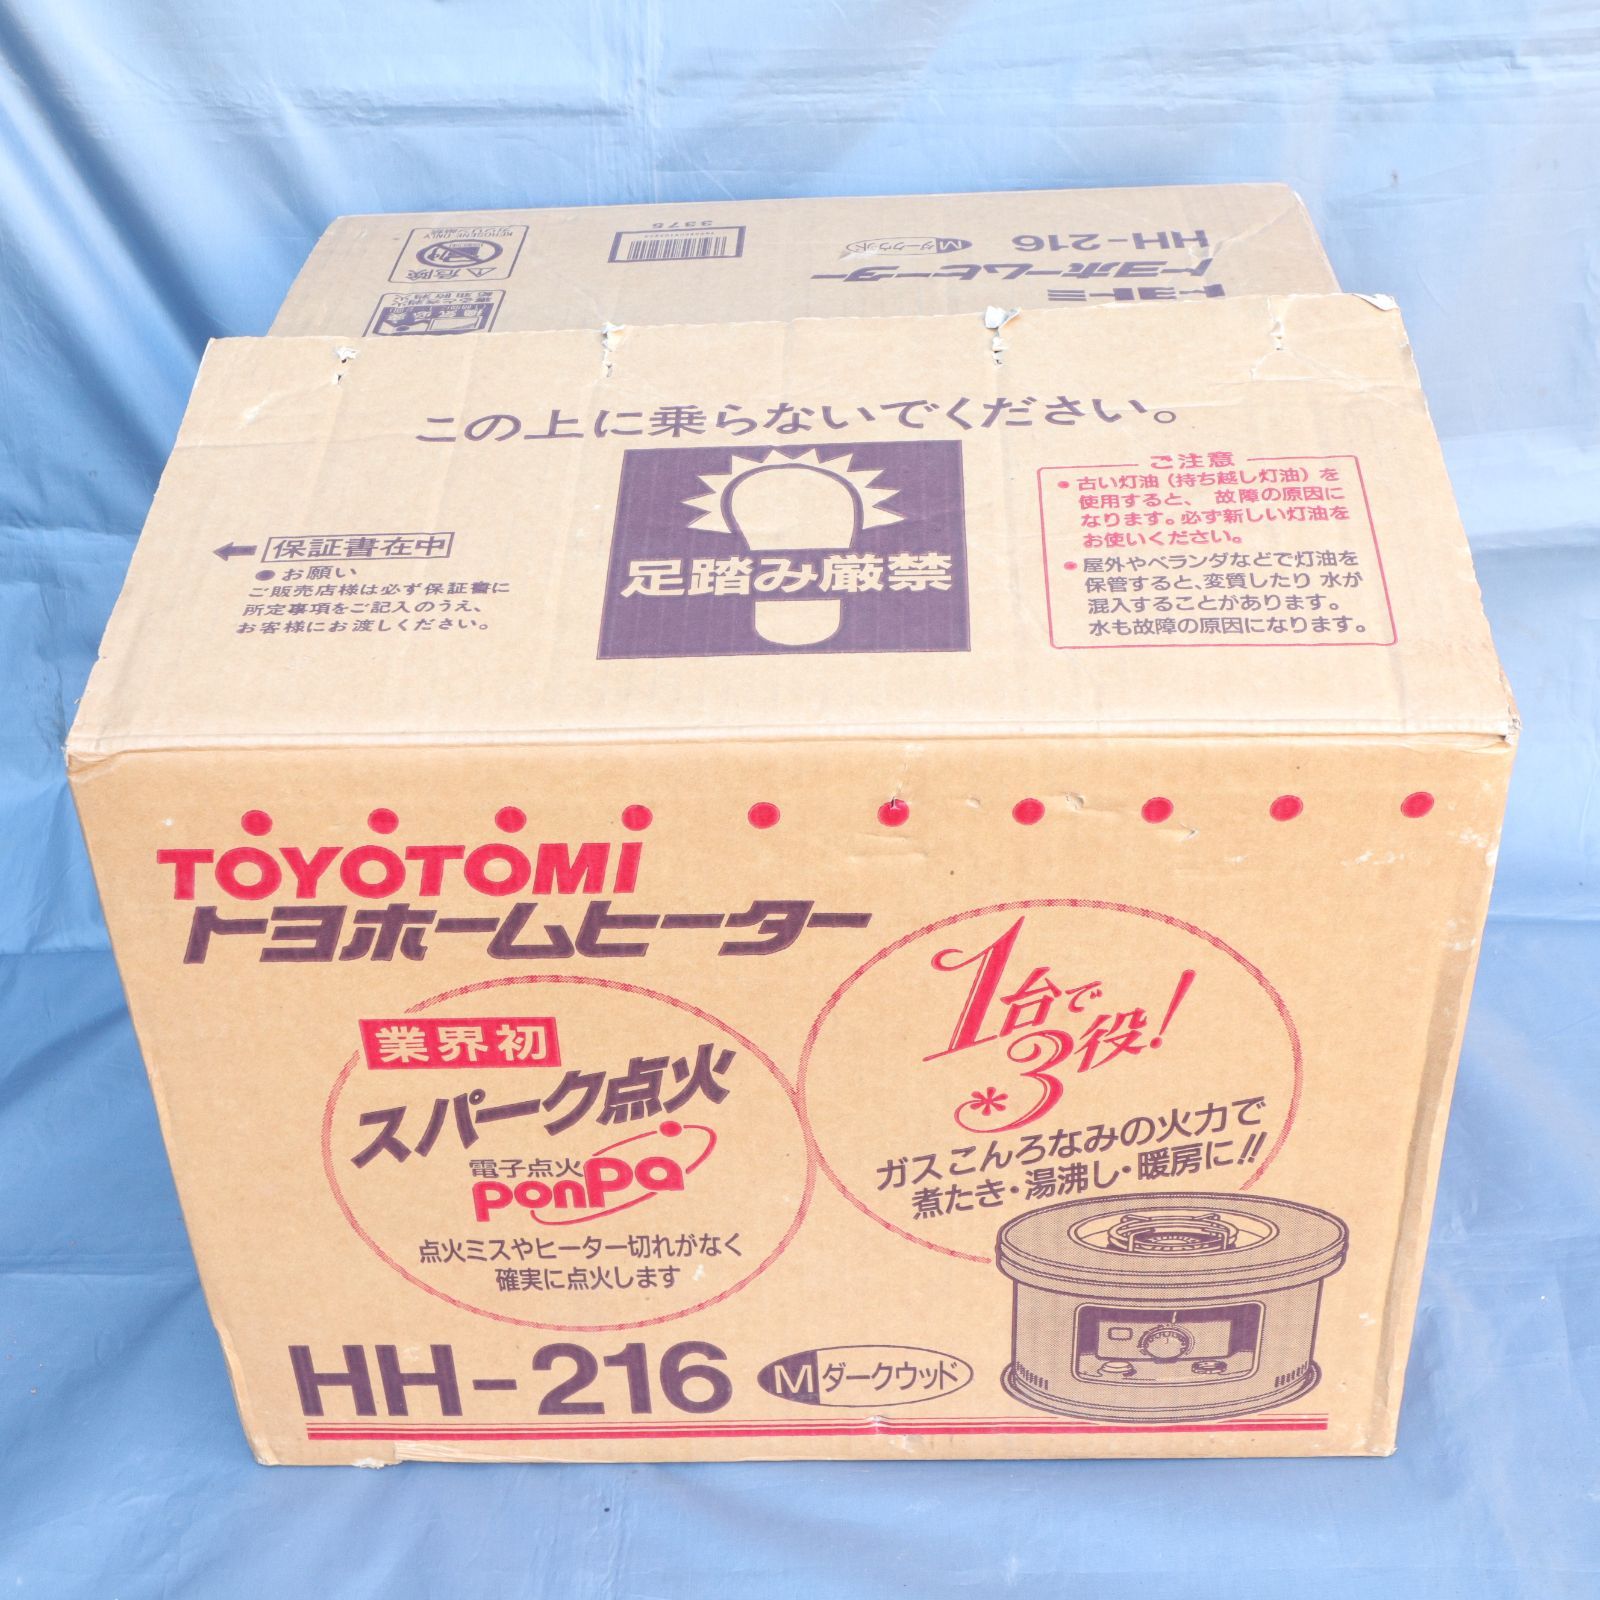 HH-216
Mダークウッド
トヨホームヒーター
トヨトミ
3375
KEROSENE ONLY
危険
この上に乗らないでください。
足踏み厳禁
保証書在中
●お願い
ご販売店様は必ず保証書に
所定事項をご記入のうえ、
お客様にお渡しください。
ご注意
●古い灯油(持ち越し灯油)を
使用すると、故障の原因に
なります。必ず新しい灯油を
お使いください。
●屋外やベランダなどで灯油を
保管すると、変質したり 水が
混入することがあります。
水も故障の原因になります。
TOYOTOMI
トヨホームヒーター
業界初
スパーク点火
電子点火
ponpa
点火ミスやヒーター切れがなく
確実に点火します
1台で
*3役!
ガスこんろなみの火力で
煮たき・湯沸し・暖房に!!
HH-216 Mダークウッド